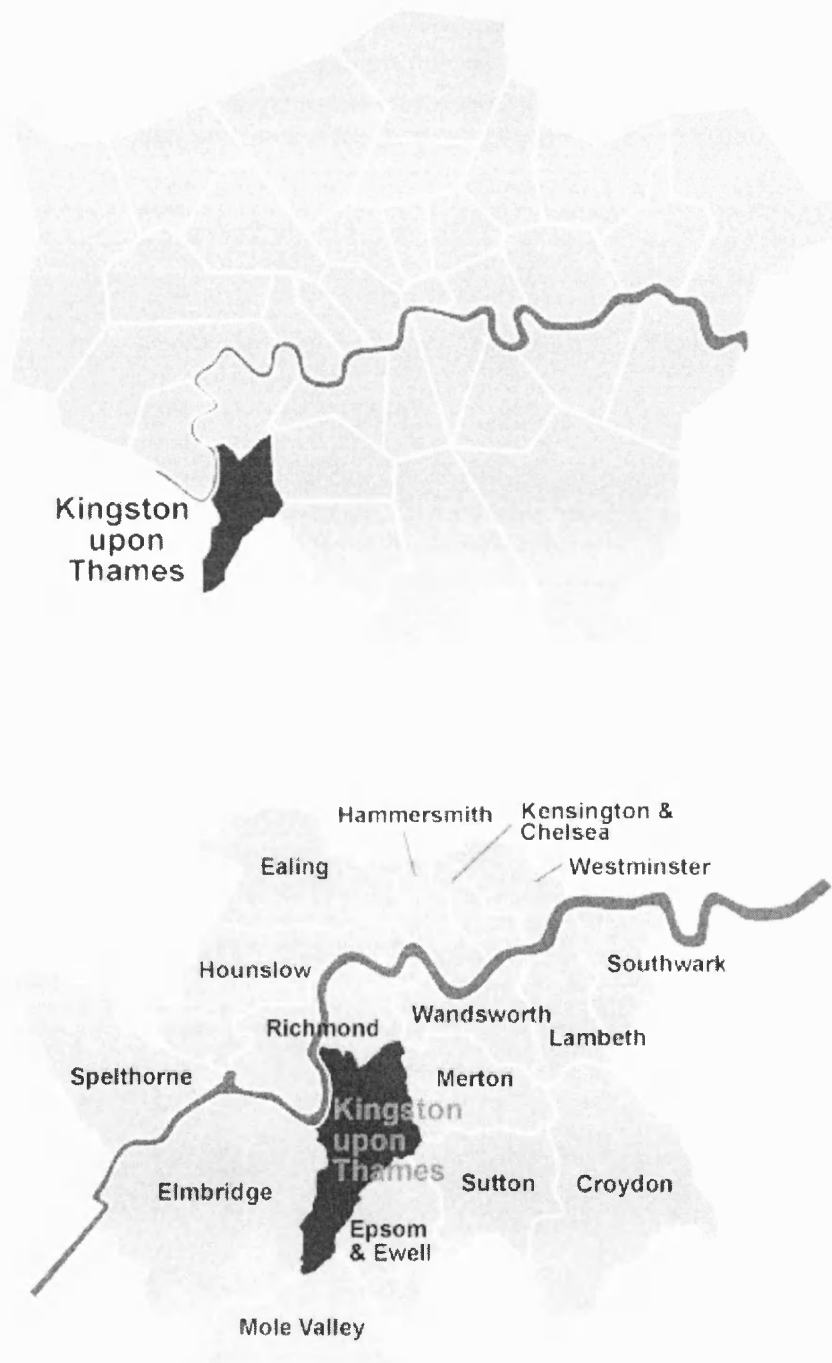 Kingston
upon
Thames
Hammersmith
Kensington &
Chelsea
Ealing
Westminster
Hounslow
Southwark
Richmond
Wandsworth
Lambeth
Spelthorne
Merton
Kingston
upon
Thames
Elmbridge
Sutton
Croydon
Epsom
& Ewell
Mole Valley